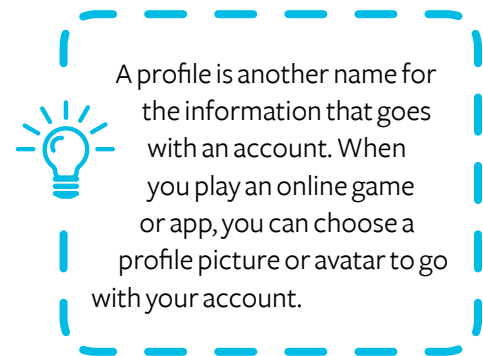 A profile is another name for
the information that goes
with an account. When
you play an online game
or app, you can choose a
profile picture or avatar to go
with your account.